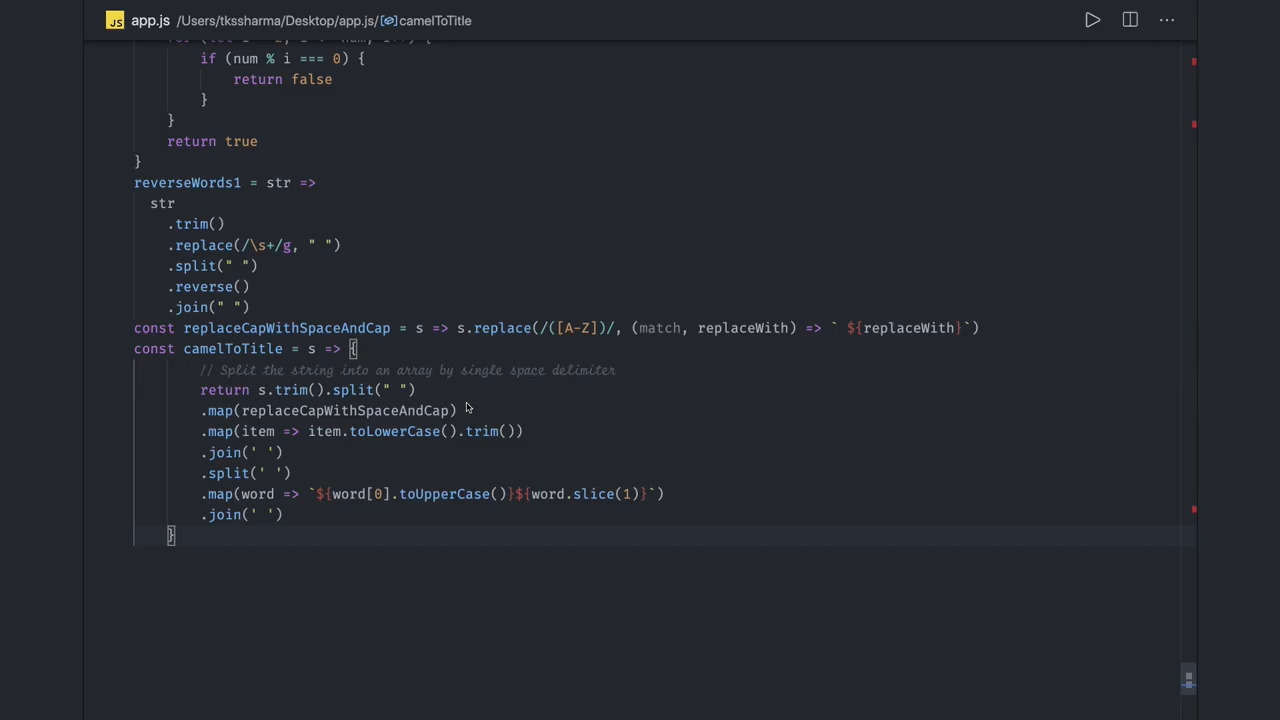 JS app.js /Users/tkssharma/Desktop/app.js/camelToTitle
if (num % i === 0) {
return false
}
}
return true
}
reverseWords1 = str =>
str
.trim()
.replace(/\s+/g, " ")
.split(" ")
.reverse()
.join(" ")
const replaceCapWithSpaceAndCap = s => s.replace(/([A-Z])/, (match, replaceWith) => ` ${replaceWith}`)
const camelToTitle = s => {
// Split the string into an array by single space delimiter
return s.trim().split(" ")
.map(replaceCapWithSpaceAndCap)
.map(item => item.toLowerCase().trim())
.join(' ')
.split(' ')
.map(word => `${word[0].toUpperCase()}${word.slice(1)}`)
.join(' ')
}